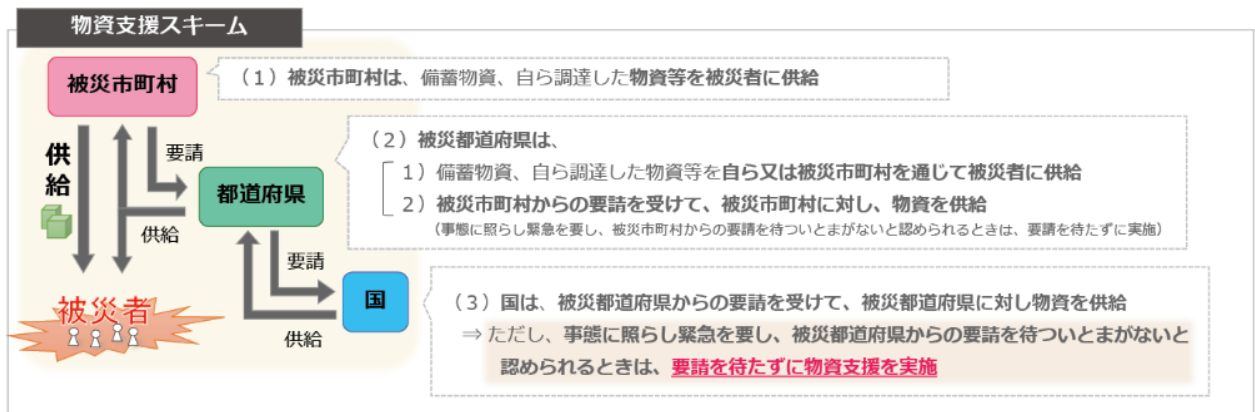 物資支援スキーム
被災市町村
(1)被災市町村は、備蓄物資、自ら調達した物資等を被災者に供給
供給
要請
都道府県
供給
(2)被災都道府県は、
1)備蓄物資、自ら調達した物資等を自ら又は被災市町村を通じて被災者に供給
2)被災市町村からの要請を受けて、被災市町村に対し、物資を供給
(事態に照らし緊急を要し、被災市町村からの要請を待ついとまがないと認められるときは、要請を待たずに実施)
要請
国
供給
被災者
(3)国は、被災都道府県からの要請を受けて、被災都道府県に対し物資を供給
⇒ ただし、事態に照らし緊急を要し、被災都道府県からの要請を待ついとまがないと
認められるときは、要請を待たずに物資支援を実施